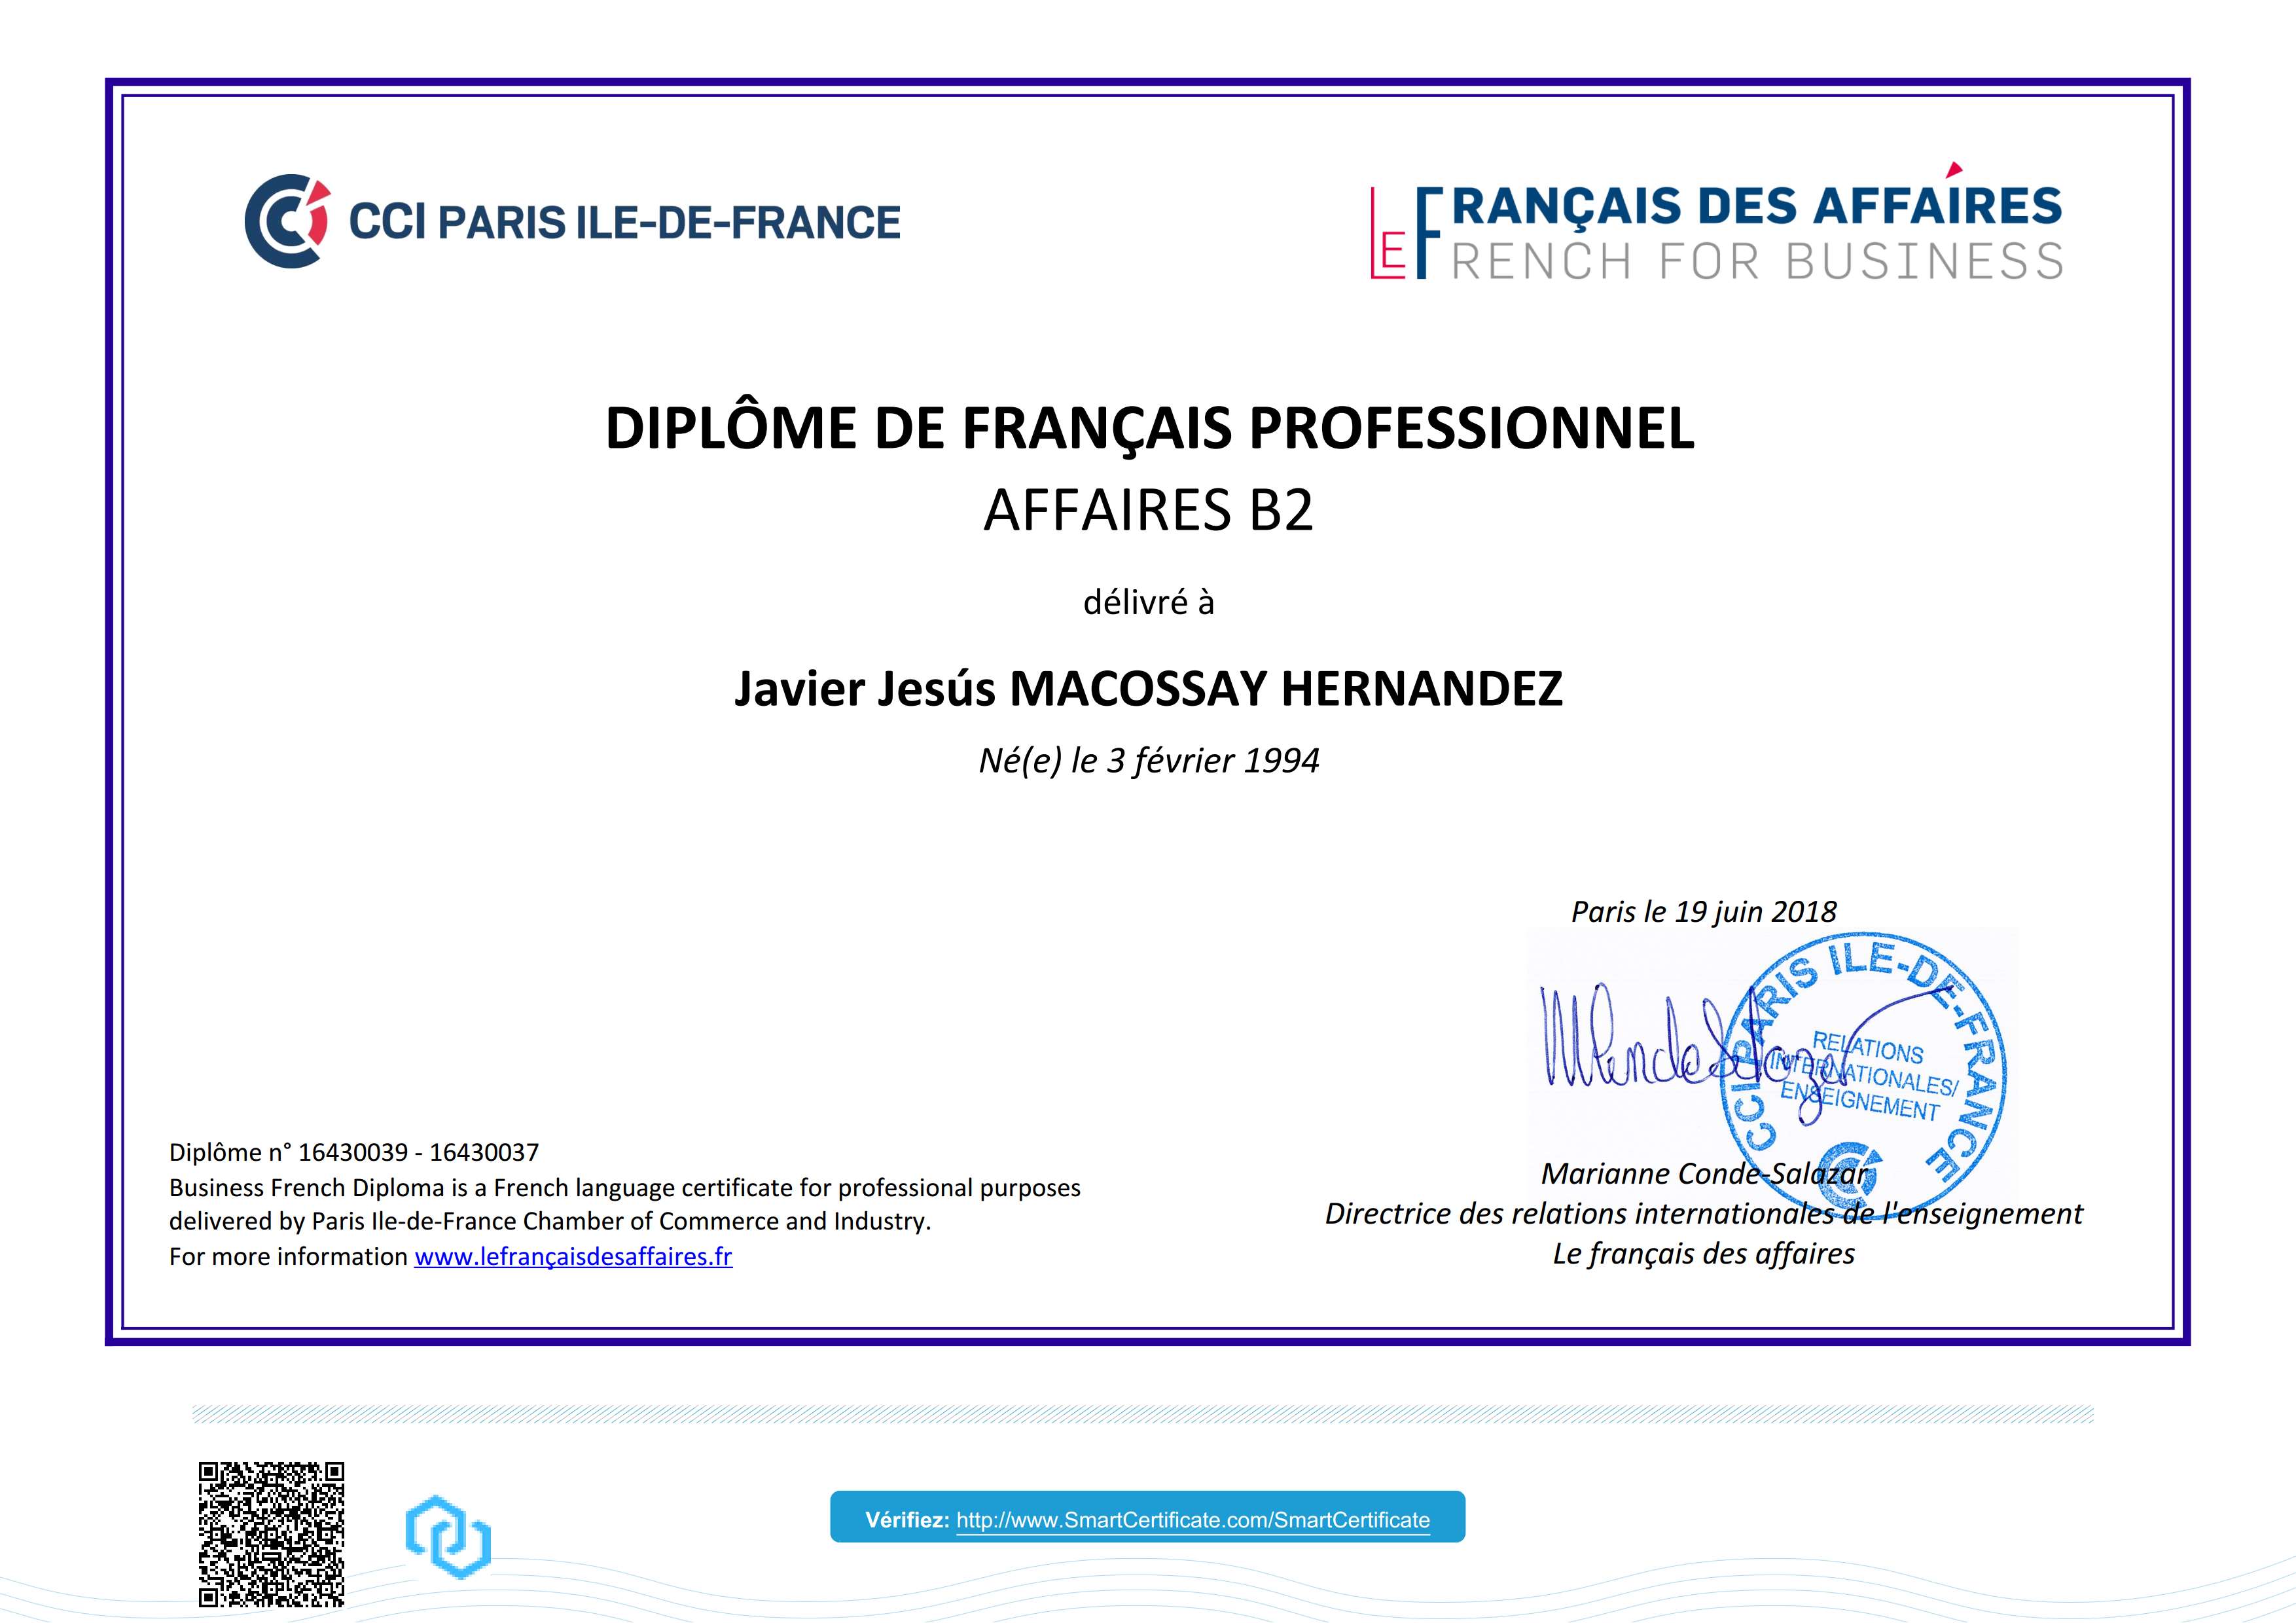 CCI PARIS ILE-DE-FRANCE
LE FRANÇAIS DES AFFAIRES
FRENCH FOR BUSINESS
DIPLÔME DE FRANÇAIS PROFESSIONNEL
AFFAIRES B2
délivré à
Javier Jesús MACOSSAY HERNANDEZ
Né(e) le 3 février 1994
Paris le 19 juin 2018
CCI PARIS ILE-DE-FRANCE
RELATIONS
INTERNATIONALES/
ENSEIGNEMENT
Marianne Conde-Salazar
Directrice des relations internationales de l'enseignement
Le français des affaires
Diplôme n° 16430039 - 16430037
Business French Diploma is a French language certificate for professional purposes
delivered by Paris Ile-de-France Chamber of Commerce and Industry.
For more information www.lefrançaisdesaffaires.fr
Vérifiez: http://www.SmartCertificate.com/SmartCertificate